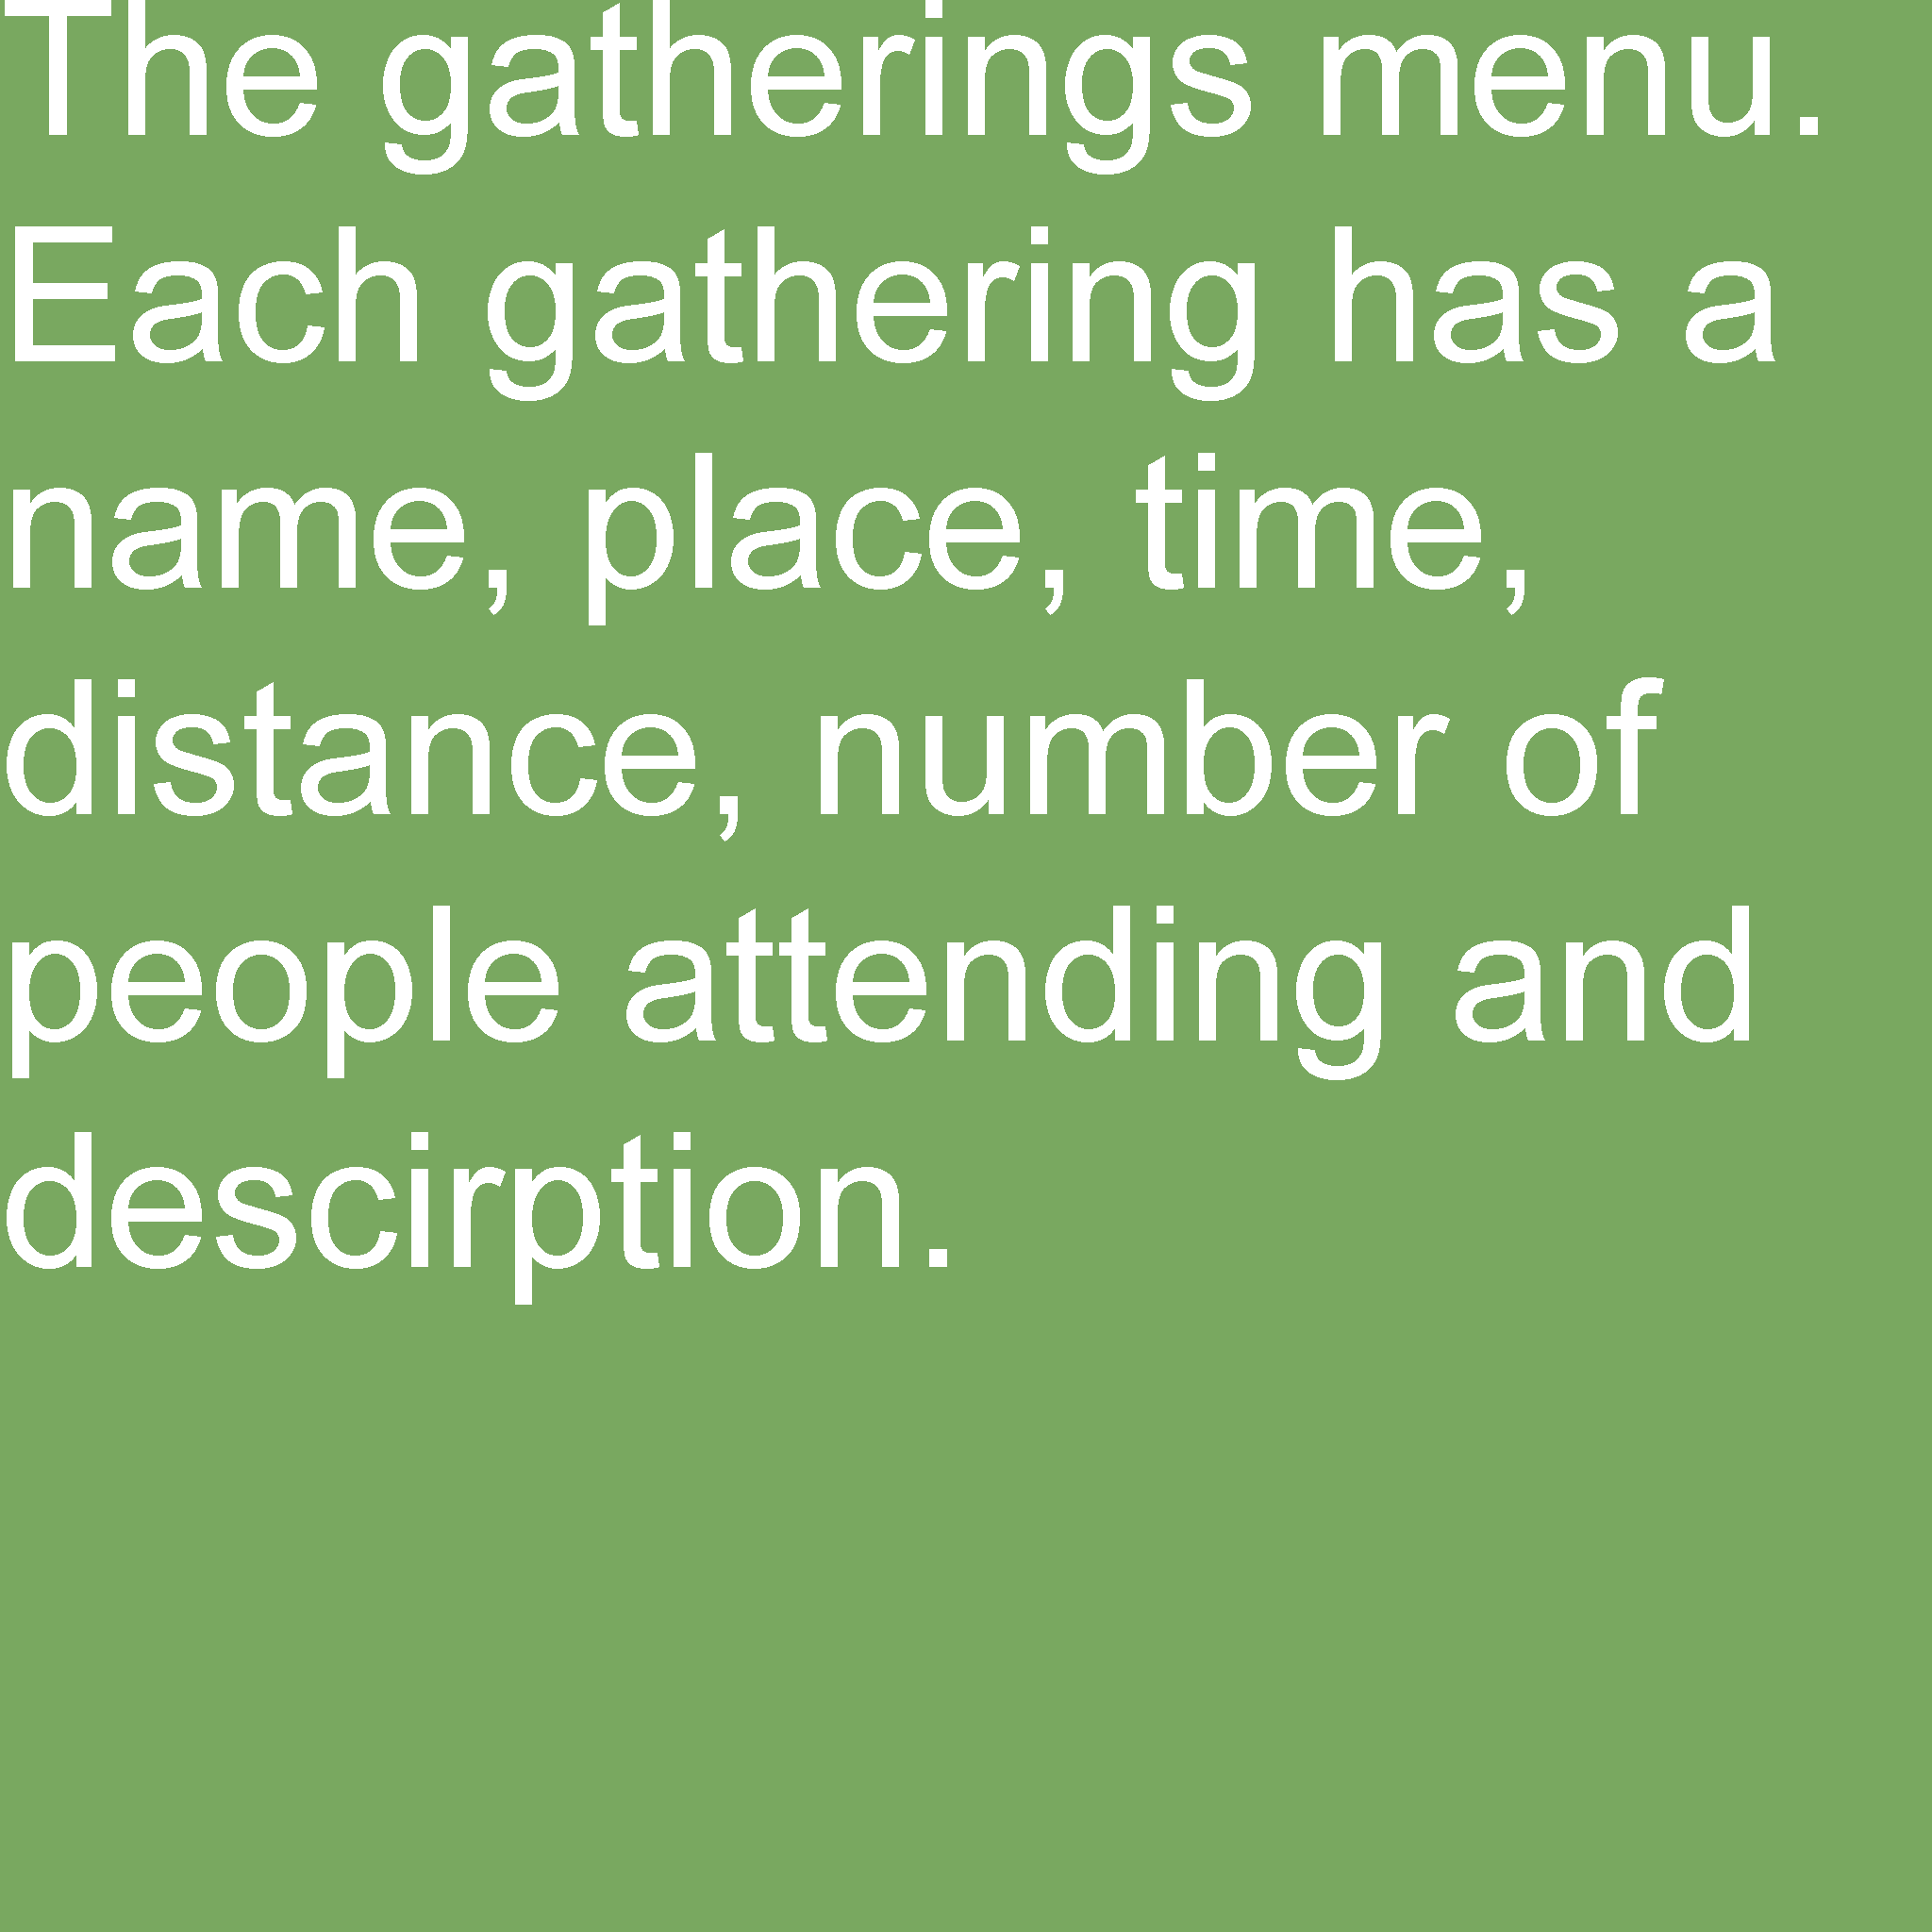 The gatherings menu.
Each gathering has a
name, place, time,
distance, number of
people attending and
descirption.